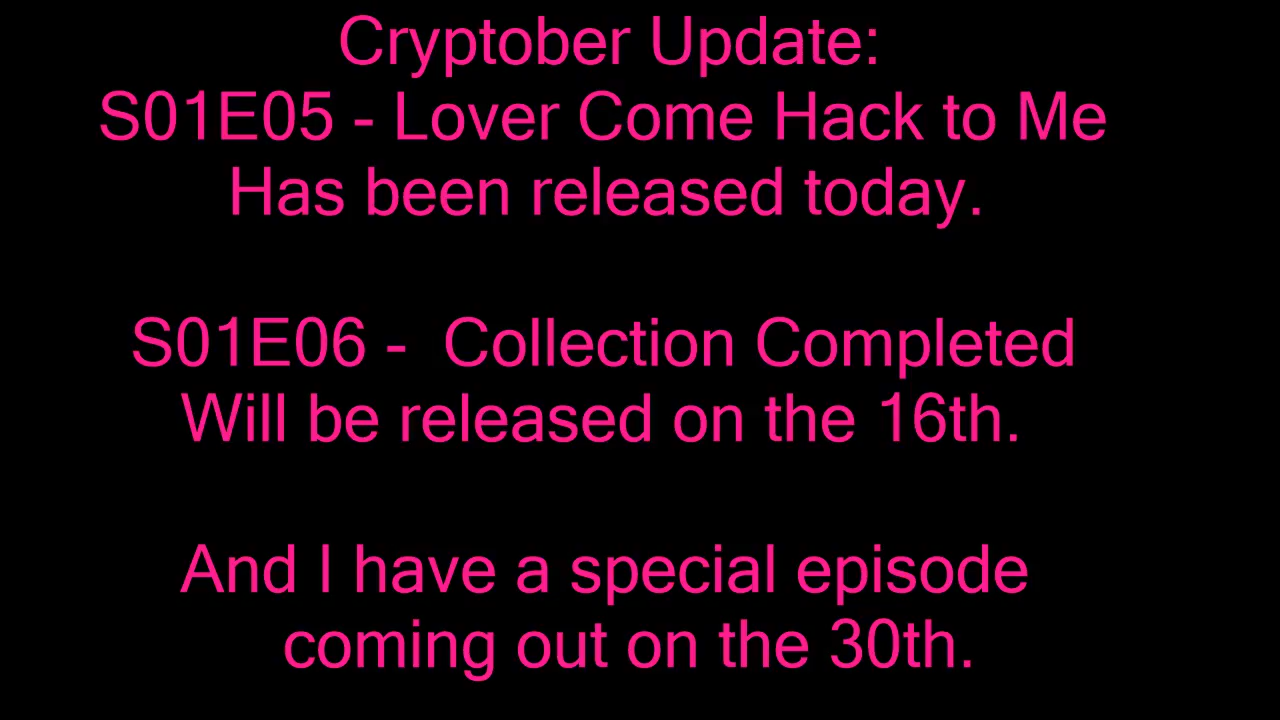 Cryptober Update:
S01E05 - Lover Come Hack to Me
Has been released today.
S01E06 -  Collection Completed
Will be released on the 16th.
And I have a special episode
coming out on the 30th.